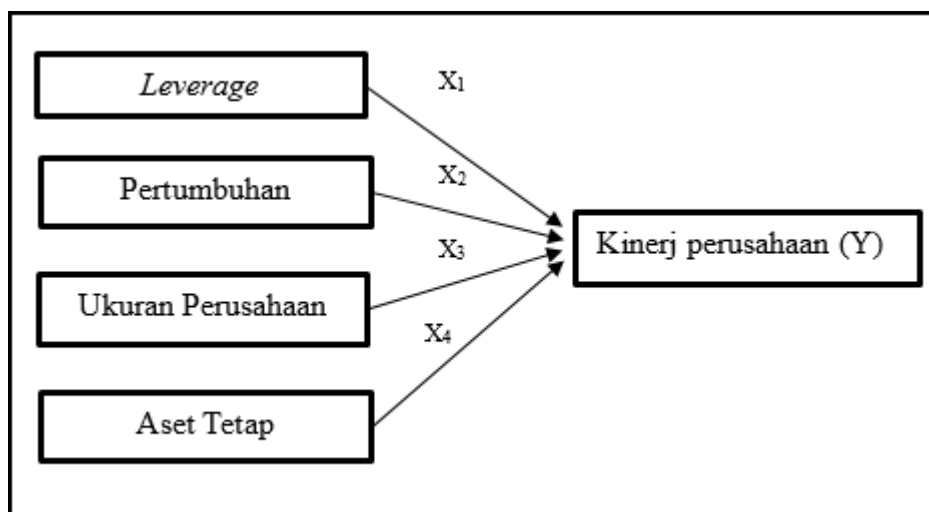 Leverage
X₁
Pertumbuhan
X₂
Kinerj perusahaan (Y)
X₃
Ukuran Perusahaan
X₄
Aset Tetap